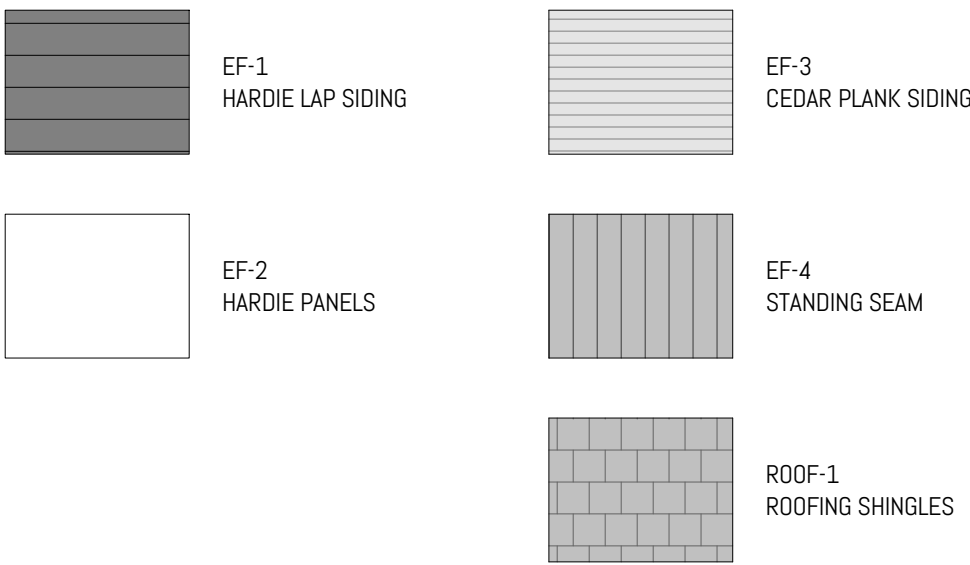 EF-1
HARDIE LAP SIDING
EF-2
HARDIE PANELS
EF-3
CEDAR PLANK SIDING
EF-4
STANDING SEAM
ROOF-1
ROOFING SHINGLES